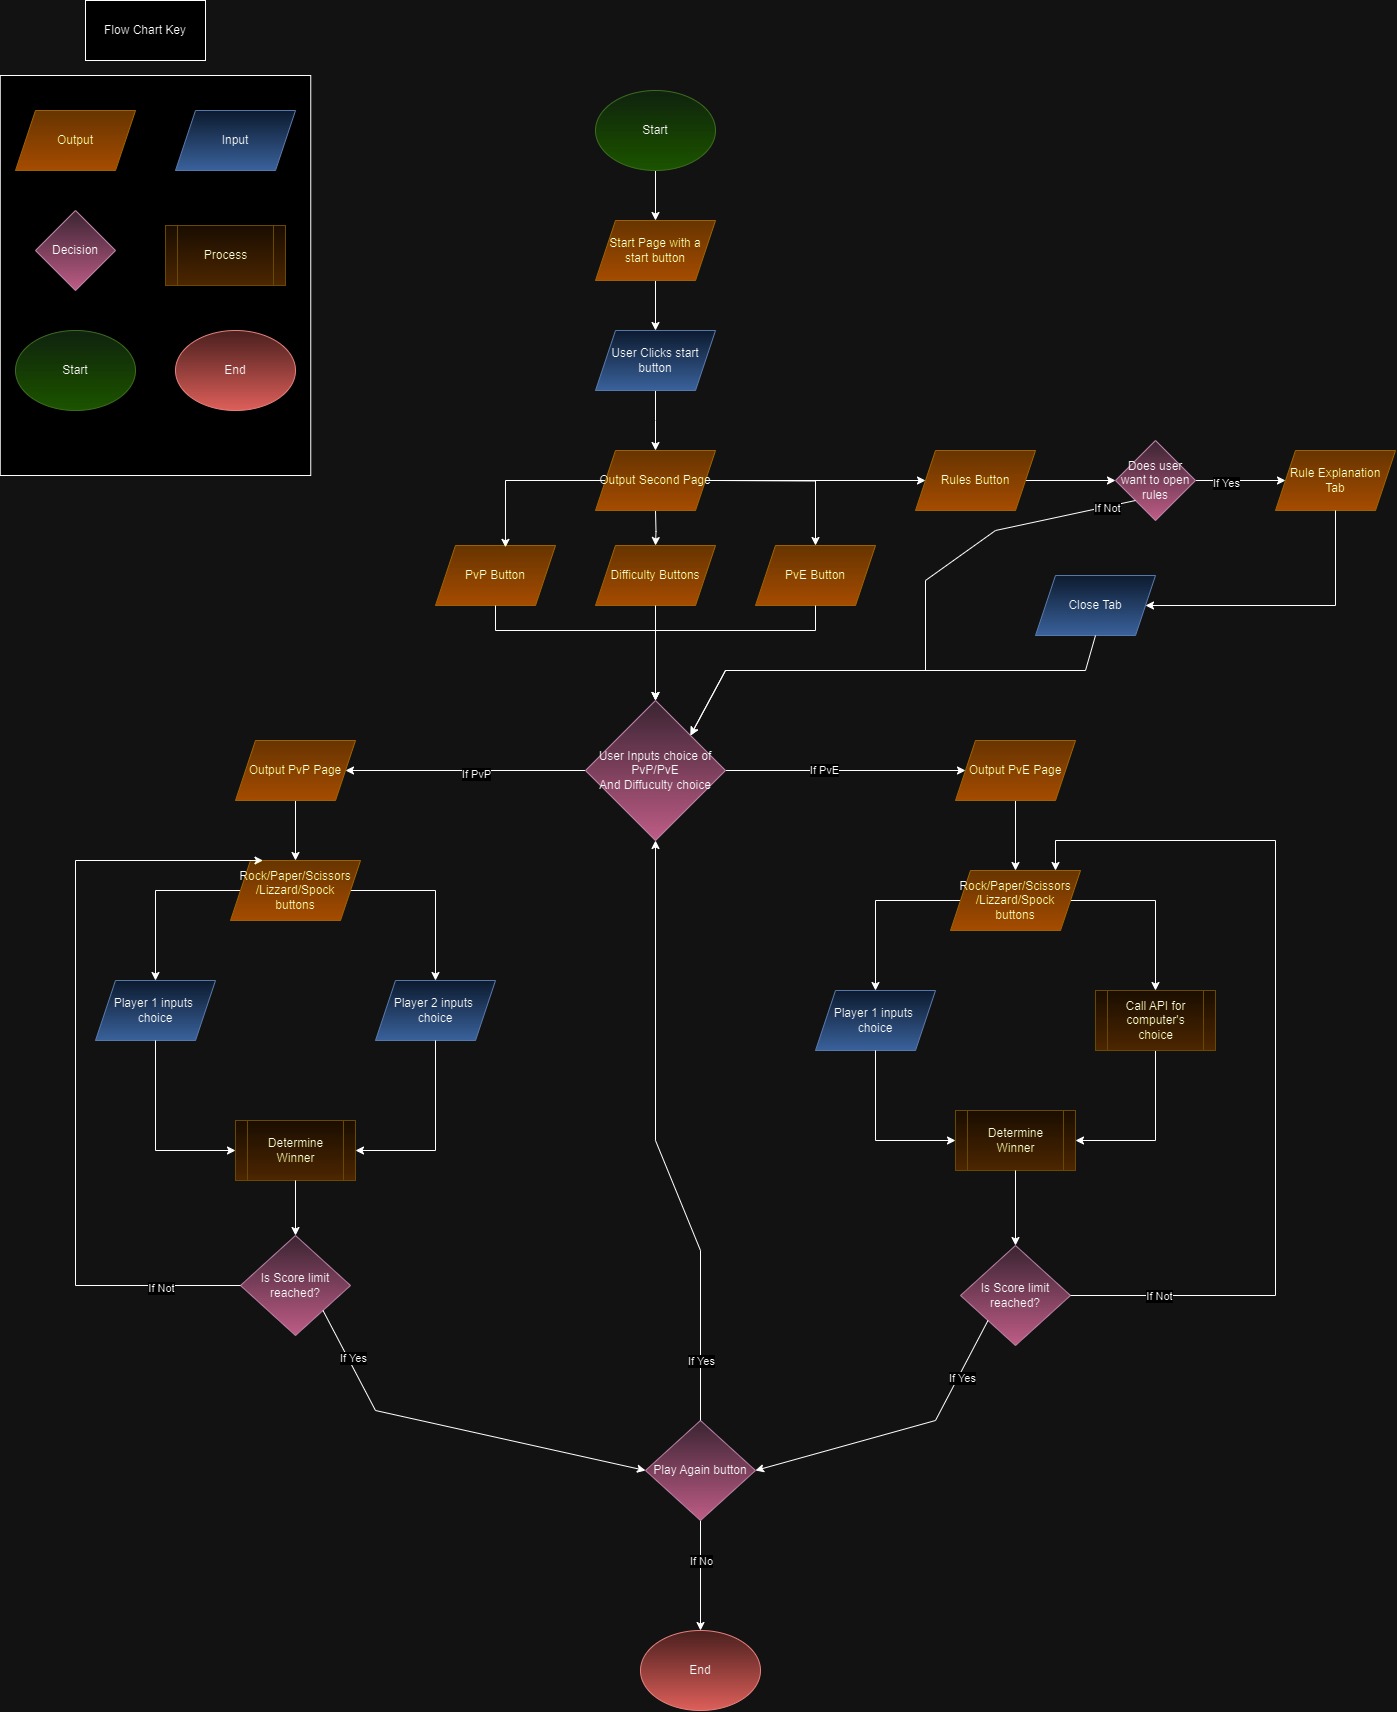 Flow Chart Key
Output
Input
Decision
Process
Start
End
Start
Start Page with a
start button
User Clicks start
button
Output Second Page
Rules Button
Does user
want to open
rules
If Yes
Rule Explanation
Tab
If Not
PvP Button
Difficulty Buttons
PvE Button
Close Tab
User Inputs choice of
PvP/PvE
And Diffuculty choice
If PvP
If PvE
Output PvP Page
Output PvE Page
Rock/Paper/Scissors
/Lizzard/Spock
buttons
Rock/Paper/Scissors
/Lizzard/Spock
buttons
Player 1 inputs
choice
Player 2 inputs
choice
Player 1 inputs
choice
Call API for
computer's
choice
Determine
Winner
Determine
Winner
Is Score limit
reached?
If Not
Is Score limit
reached?
If Not
If Yes
If Yes
If Yes
Play Again button
If No
End